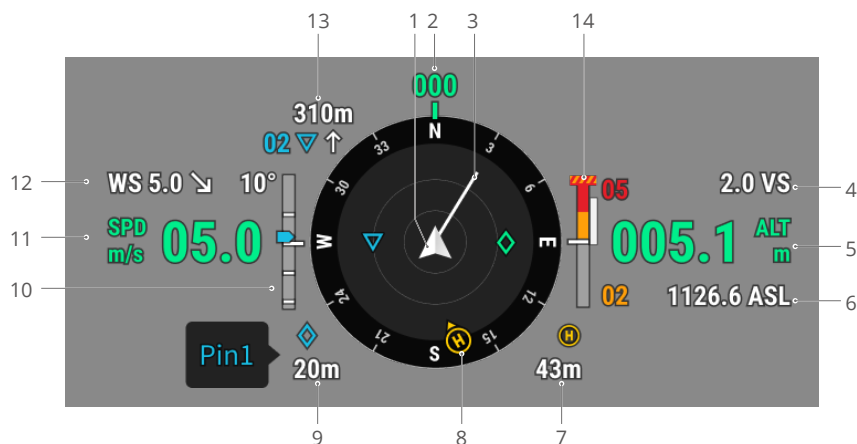 13 1 2 3 14
000
310m
02
N
33 3
30 6
WS 5.0 10° 05 2.0 VS
12 4
SPD m/s 05.0 W E 005.1 ALT m
11 5
10 02 1126.6 ASL 6
24 12
21 15
S
H H
Pin1
20m 43m
9 8 7